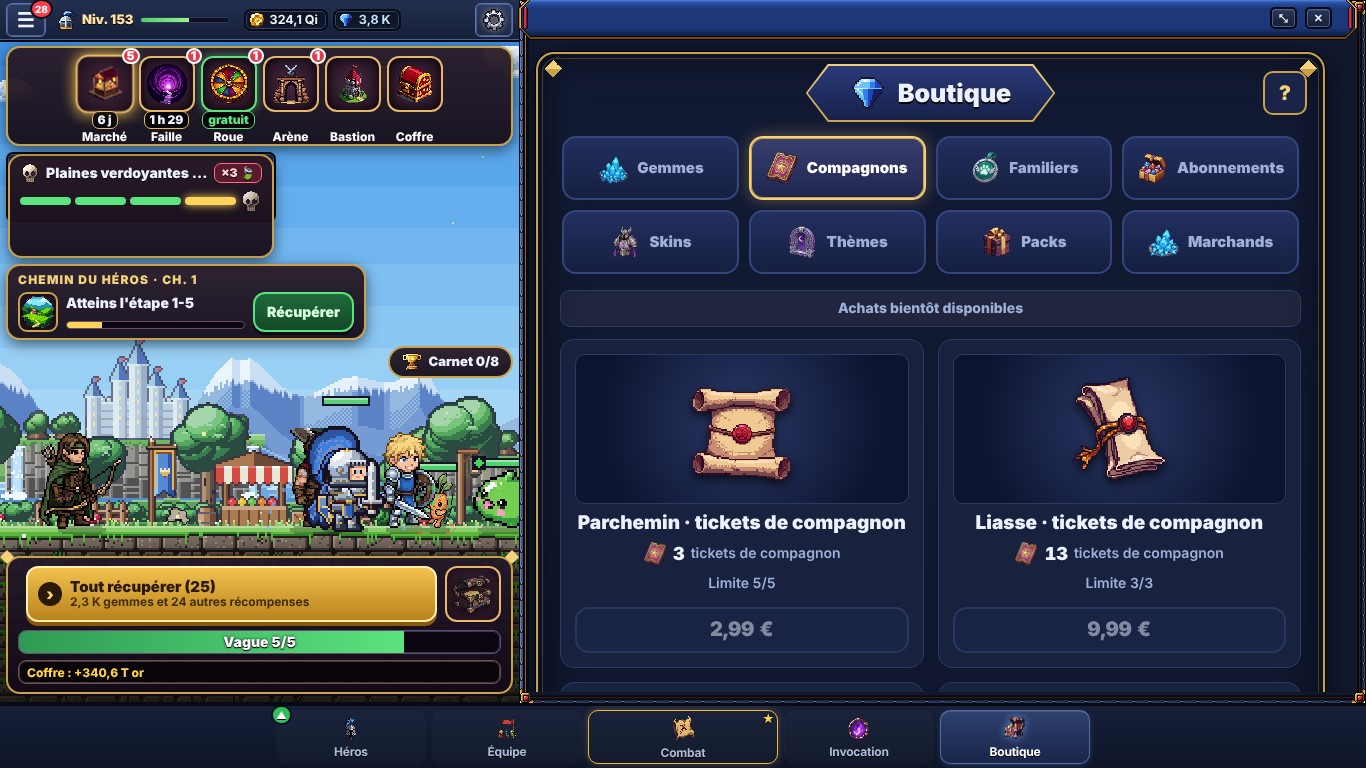 28
Niv. 153
324,1 Qi
3,8 K
5
1
1
1
6 j
1 h 29
gratuit
Marché
Faille
Roue
Arène
Bastion
Coffre
Plaines verdoyantes ...
×3
CHEMIN DU HÉROS · CH. 1
Atteins l'étape 1-5
Récupérer
Carnet 0/8
Tout récupérer (25)
2,3 K gemmes et 24 autres récompenses
Vague 5/5
Coffre : +340,6 T or
Boutique
?
Gemmes
Compagnons
Familiers
Abonnements
Skins
Thèmes
Packs
Marchands
Achats bientôt disponibles
Parchemin · tickets de compagnon
3 tickets de compagnon
Limite 5/5
2,99 €
Liasse · tickets de compagnon
13 tickets de compagnon
Limite 3/3
9,99 €
Héros
Équipe
Combat
Invocation
Boutique